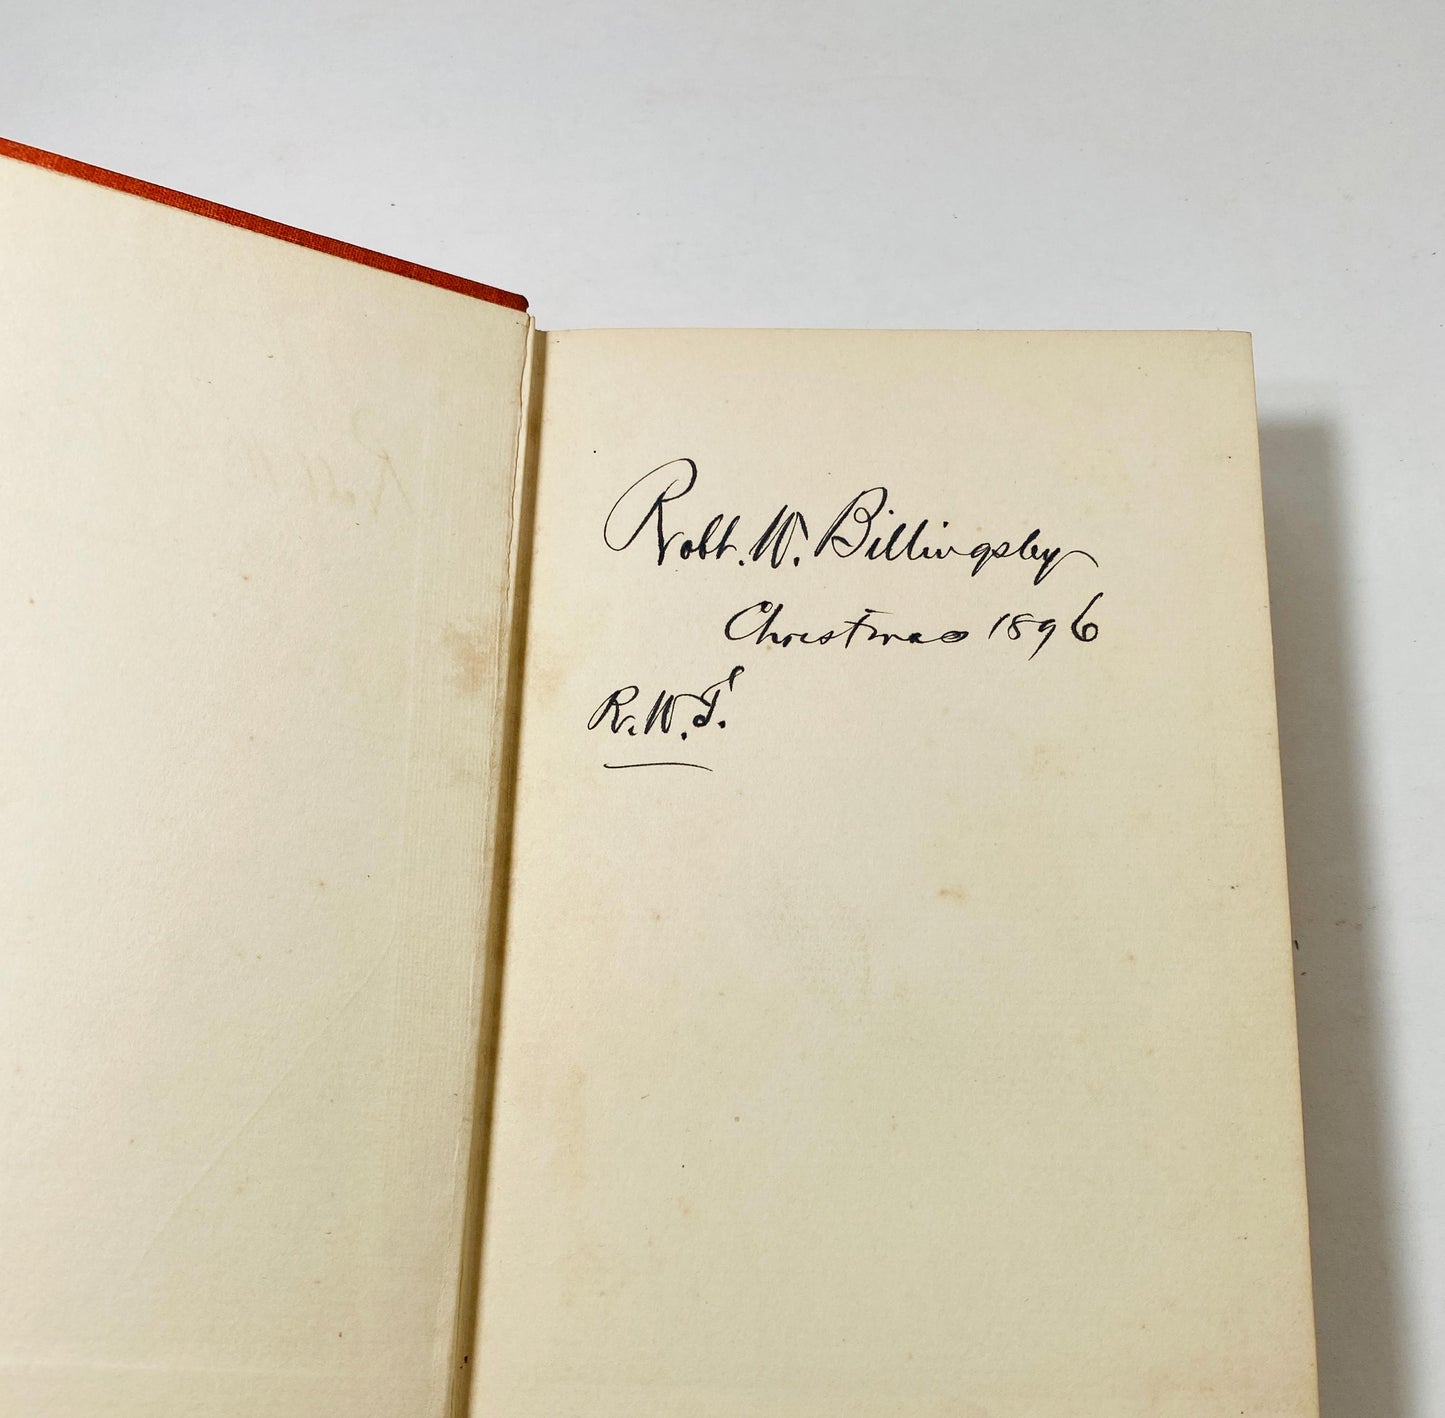 Robt. W. Billingsley
Christmas 1896
R. W. T.